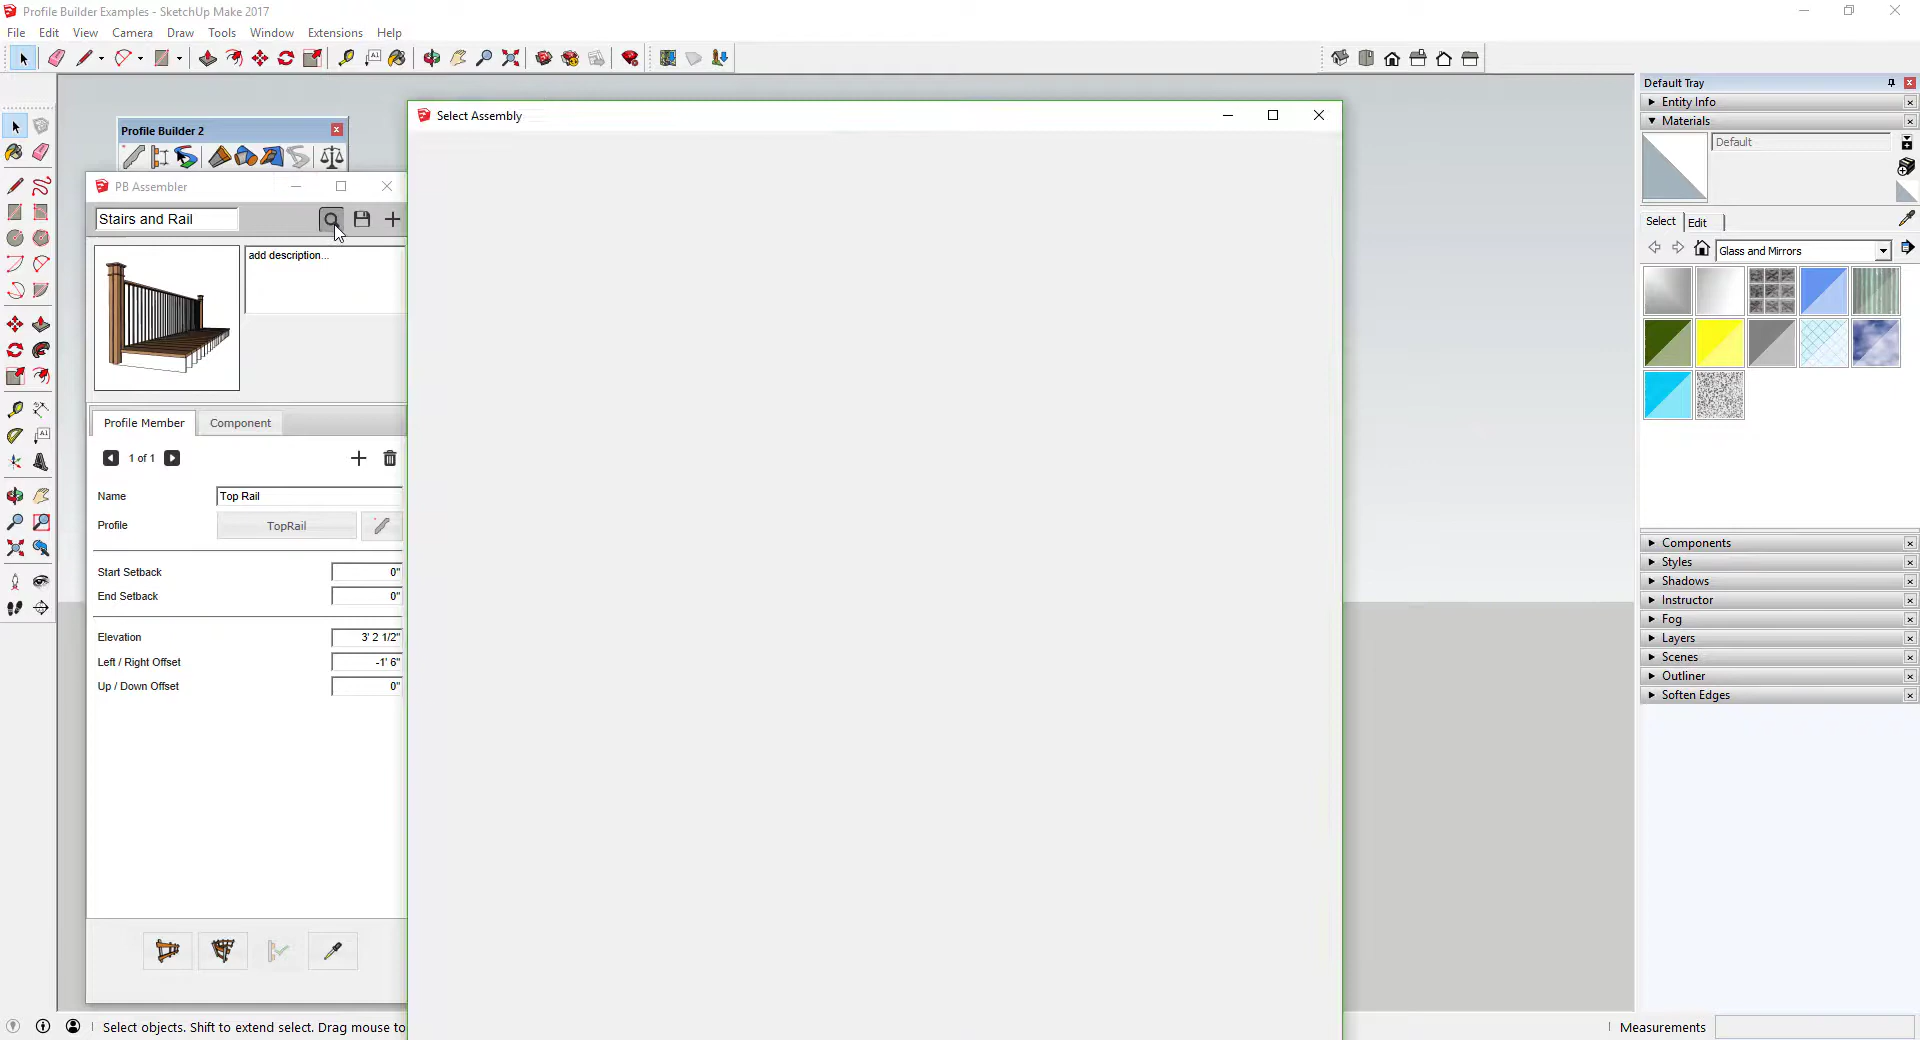 Profile Builder Examples - SketchUp Make 2017
File Edit View Camera Draw Tools Window Extensions Help
Default Tray
Entity Info
Materials
Default
Select Edit
Glass and Mirrors
Components
Styles
Shadows
Instructor
Fog
Layers
Scenes
Outliner
Soften Edges
Profile Builder 2
PB Assembler
Stairs and Rail
add description...
Profile Member Component
1 of 1
Name Top Rail
Profile TopRail
Start Setback 0"
End Setback 0"
Elevation 3' 2 1/2"
Left / Right Offset -1' 6"
Up / Down Offset 0"
Select Assembly
Select objects. Shift to extend select. Drag mouse to
Measurements